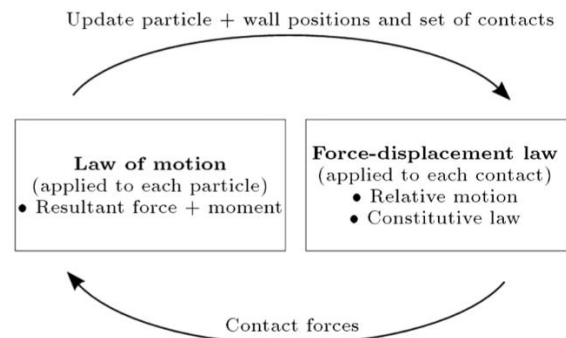 Update particle + wall positions and set of contacts
Law of motion
(applied to each particle)
• Resultant force + moment
Force-displacement law
(applied to each contact)
• Relative motion
• Constitutive law
Contact forces